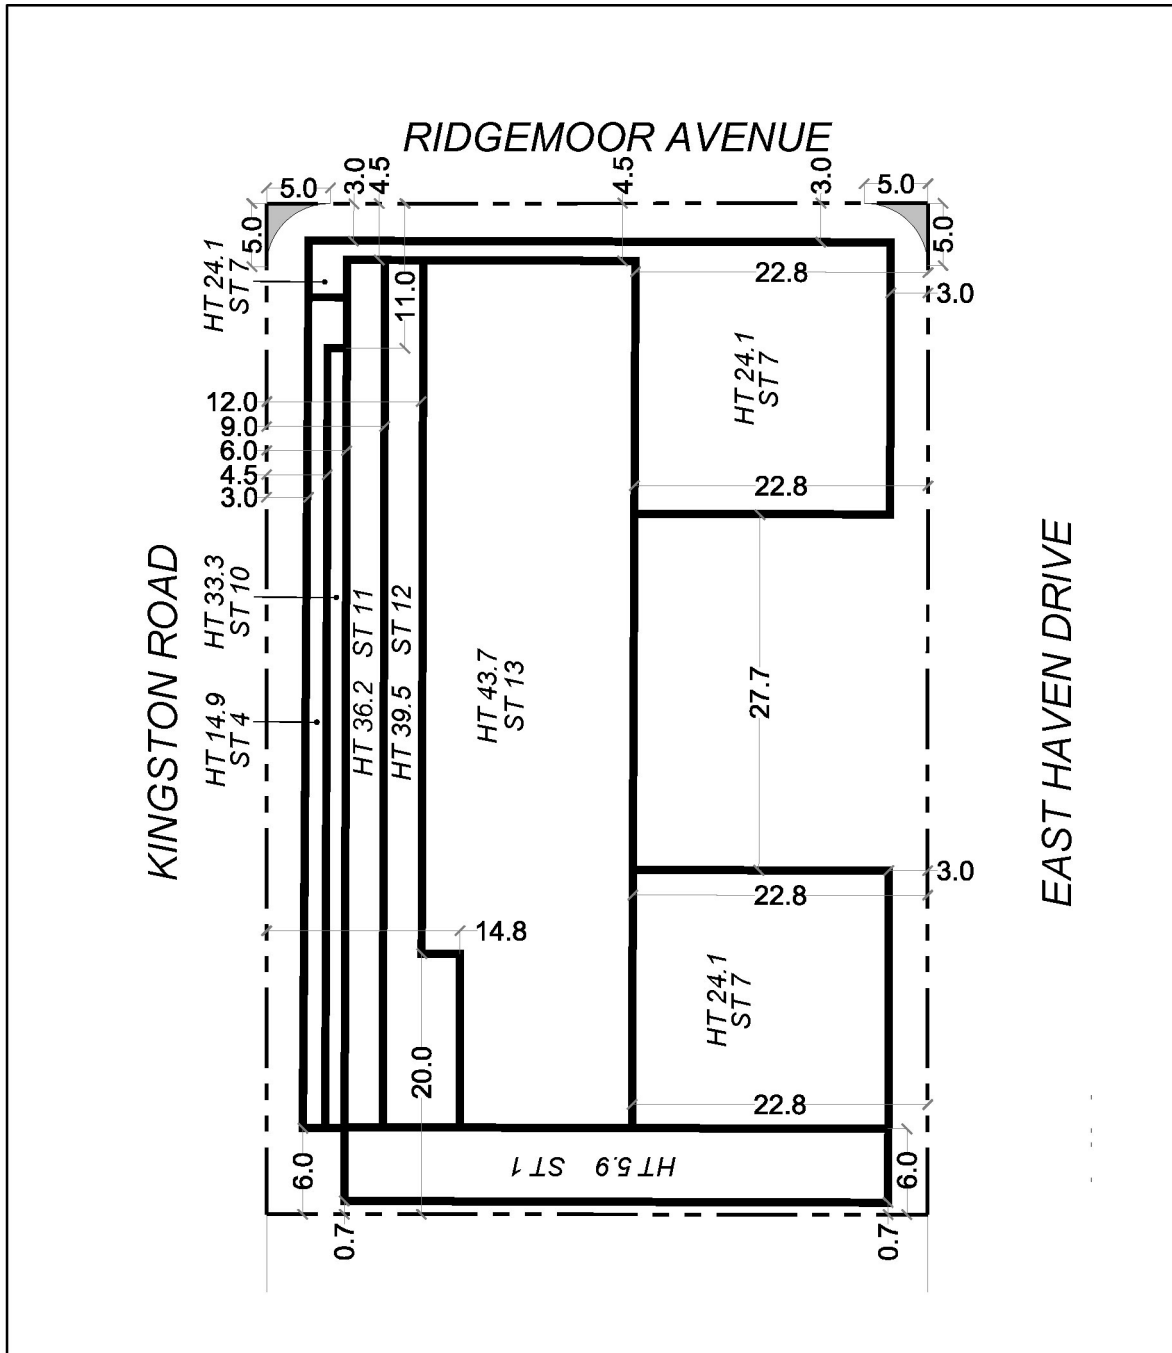 RIDGEMOOR AVENUE
5.0
3.0
4.5
4.5
3.0
5.0
5.0
5.0
HT 24.1
ST 7
11.0
22.8
3.0
HT 24.1
ST 7
12.0
9.0
6.0
4.5
3.0
22.8
KINGSTON ROAD
HT 33.3
ST 10
HT 14.9
ST 4
HT 36.2 ST 11
HT 39.5 ST 12
HT 43.7
ST 13
27.7
EAST HAVEN DRIVE
3.0
22.8
14.8
HT 24.1
ST 7
20.0
22.8
6.0
HT 5.9 ST 1
6.0
0.7
0.7